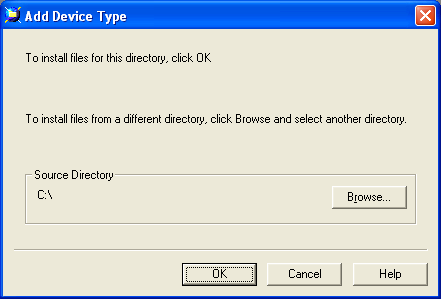 Add Device Type
To install files for this directory, click OK
To install files from a different directory, click Browse and select another directory.
Source Directory
C:\
Browse...
OK
Cancel
Help